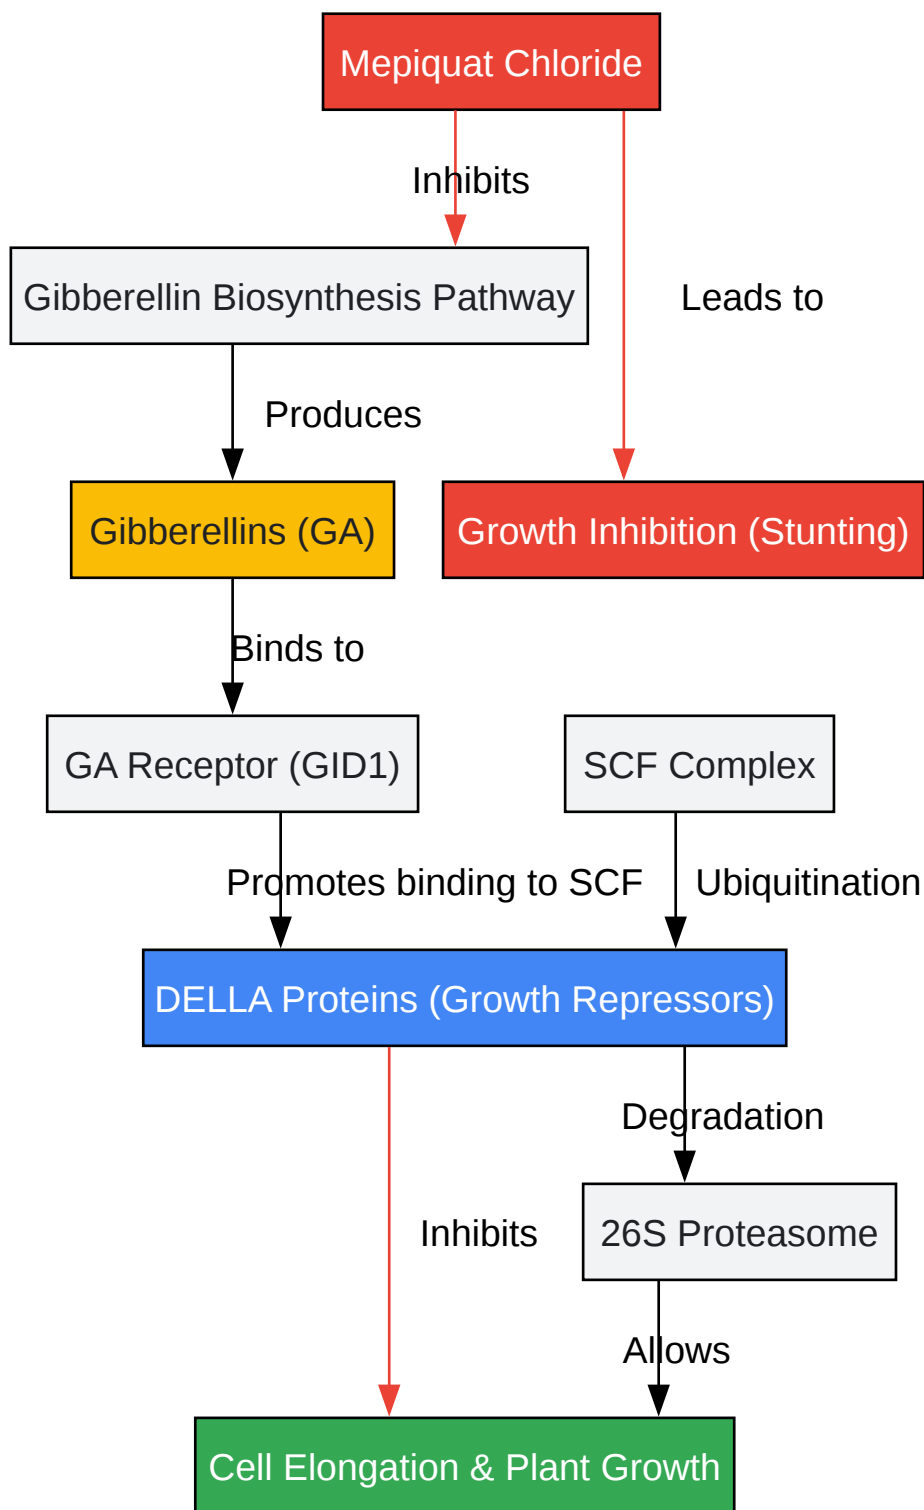 Mepiquat Chloride
Inhibits
Gibberellin Biosynthesis Pathway
Leads to
Produces
Gibberellins (GA)
Growth Inhibition (Stunting)
Binds to
GA Receptor (GID1)
SCF Complex
Promotes binding to SCF
Ubiquitination
DELLA Proteins (Growth Repressors)
Degradation
Inhibits
26S Proteasome
Allows
Cell Elongation & Plant Growth